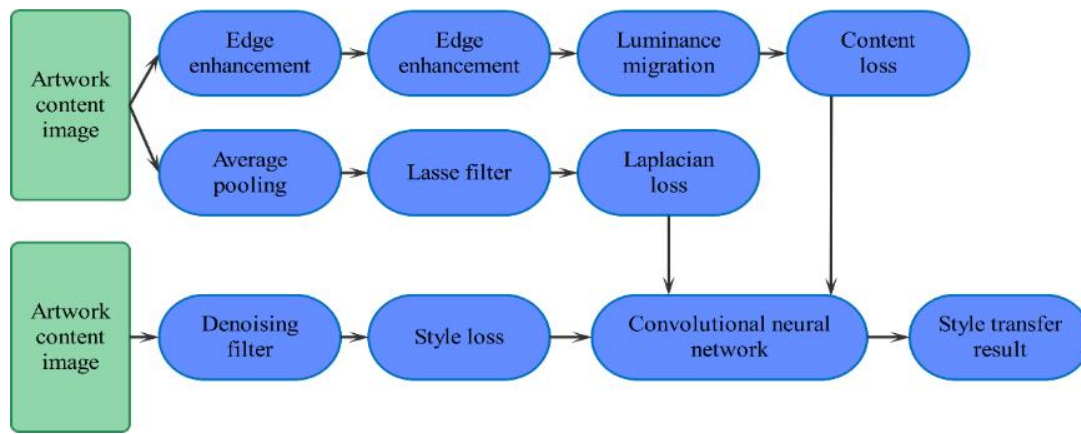 Artwork
content
image
Edge
enhancement
Edge
enhancement
Luminance
migration
Content
loss
Average
pooling
Lasse filter
Laplacian
loss
Artwork
content
image
Denoising
filter
Style loss
Convolutional neural
network
Style transfer
result